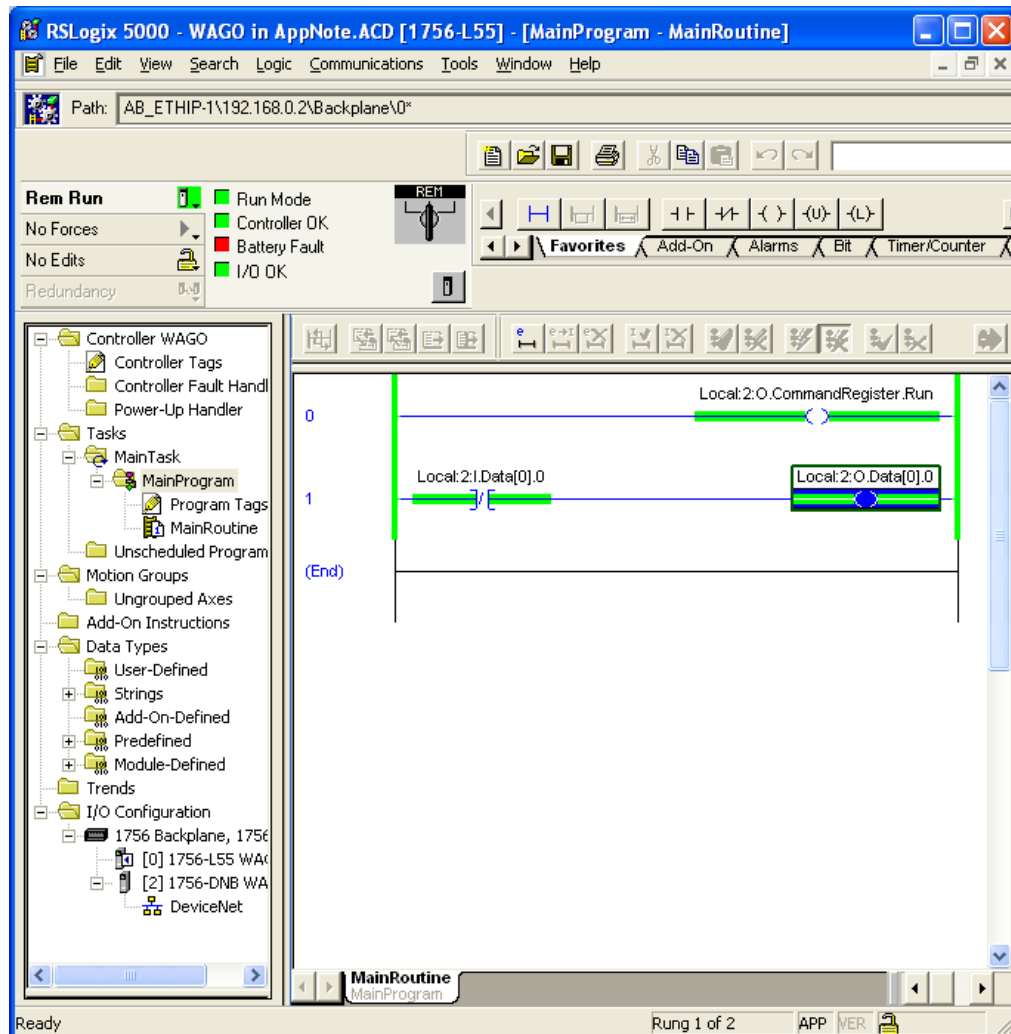 RSLogix 5000 - WAGO in AppNote.ACD [1756-L55] - [MainProgram - MainRoutine]
File Edit View Search Logic Communications Tools Window Help
Path: AB_ETHIP-1\192.168.0.2\Backplane\0*
Rem Run
No Forces
No Edits
Redundancy
Run Mode
Controller OK
Battery Fault
I/O OK
REM
Favorites Add-On Alarms Bit Timer/Counter
Controller WAGO
Controller Tags
Controller Fault Handl
Power-Up Handler
Tasks
MainTask
MainProgram
Program Tags
MainRoutine
Unscheduled Program
Motion Groups
Ungrouped Axes
Add-On Instructions
Data Types
User-Defined
Strings
Add-On-Defined
Predefined
Module-Defined
Trends
I/O Configuration
1756 Backplane, 1756
[0] 1756-L55 WAG
[2] 1756-DNB WA
DeviceNet
Local:2:O.CommandRegister.Run
0
Local:2:I.Data[0].0 Local:2:O.Data[0].0
1
(End)
MainRoutine
MainProgram
Ready Rung 1 of 2 APP VER